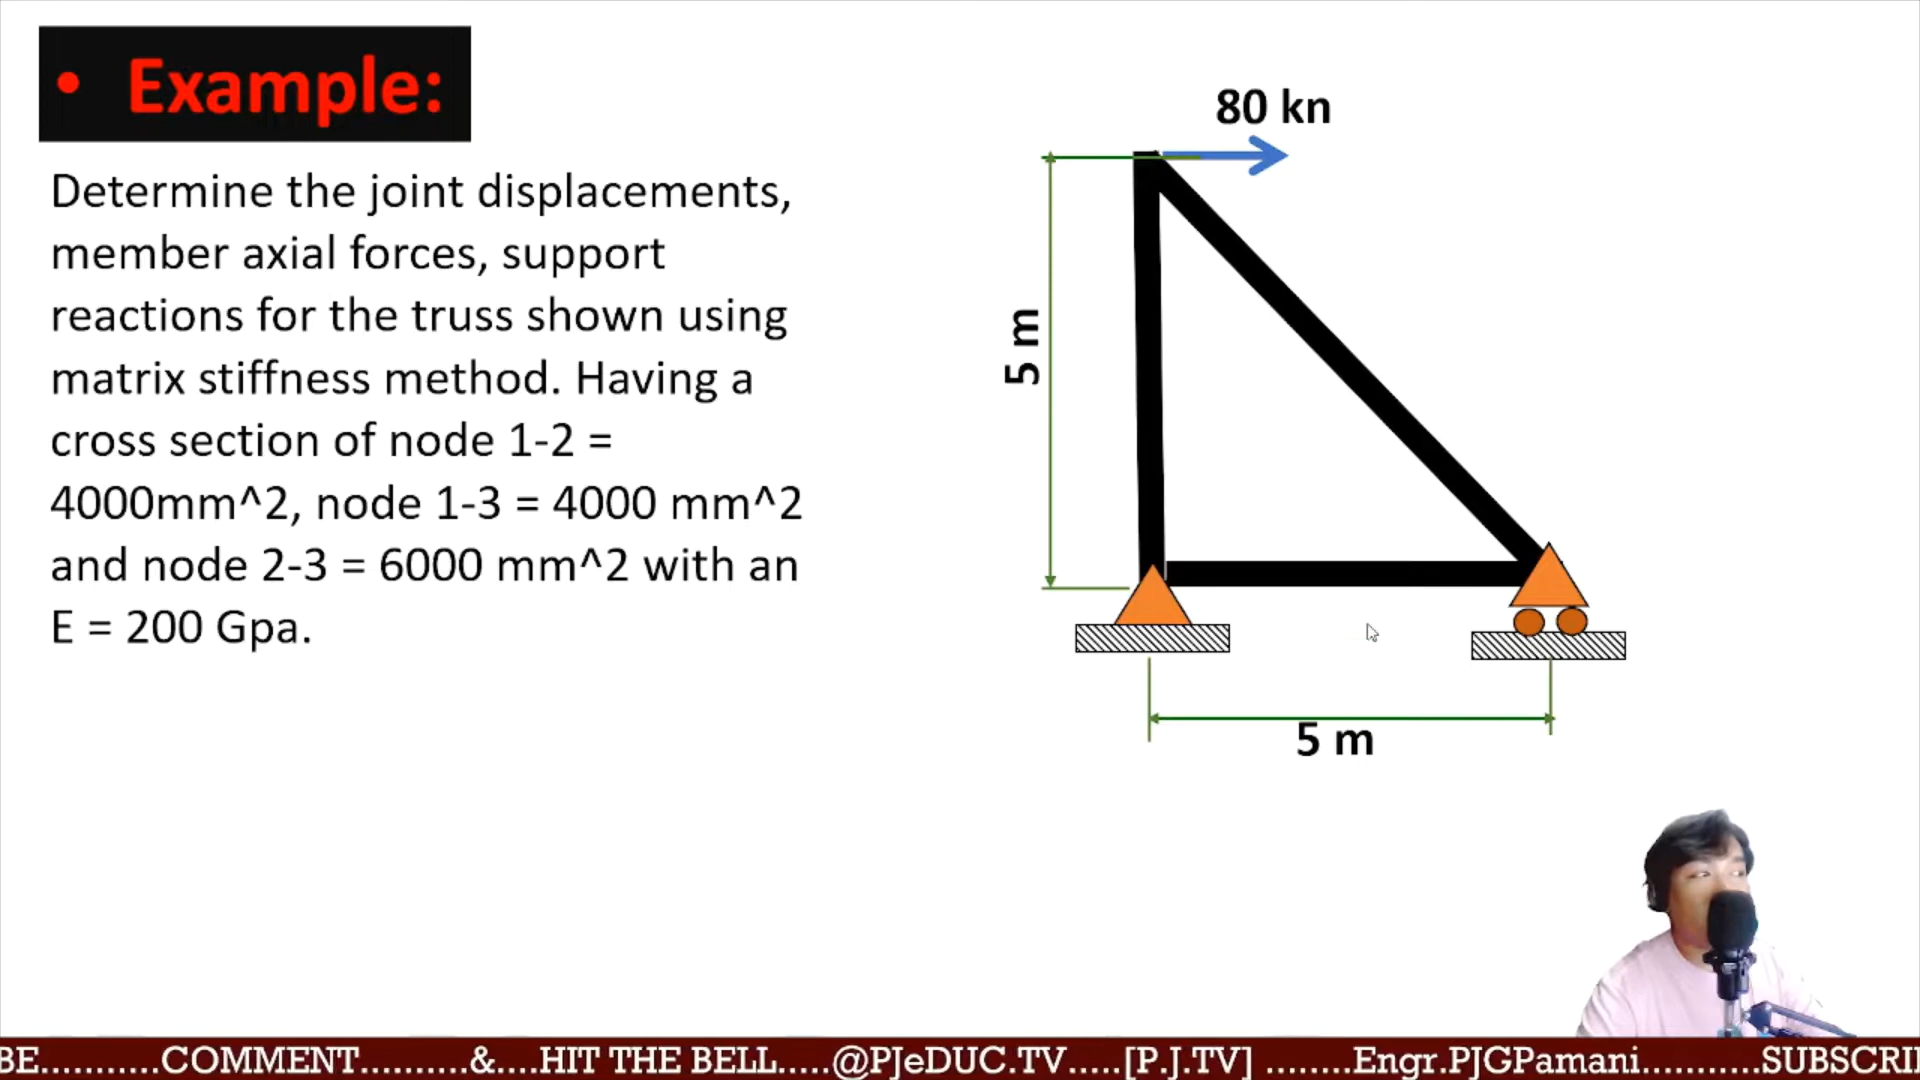 • Example:
Determine the joint displacements,
member axial forces, support
reactions for the truss shown using
matrix stiffness method. Having a
cross section of node 1-2 =
4000mm^2, node 1-3 = 4000 mm^2
and node 2-3 = 6000 mm^2 with an
E = 200 Gpa.
80 kn
5 m
5 m
BE...........COMMENT..........&....HIT THE BELL.....@PJeDUC.TV.....[P.J.TV] ........Engr.PJGPamani...........SUBSCRI